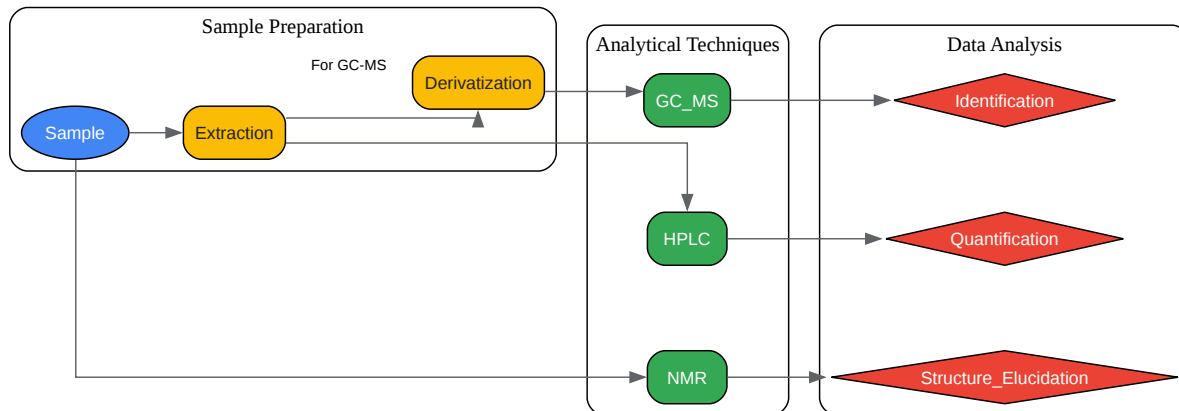 Sample Preparation
For GC-MS
Derivatization
Sample
Extraction
Analytical Techniques
GC_MS
HPLC
NMR
Data Analysis
Identification
Quantification
Structure_Elucidation